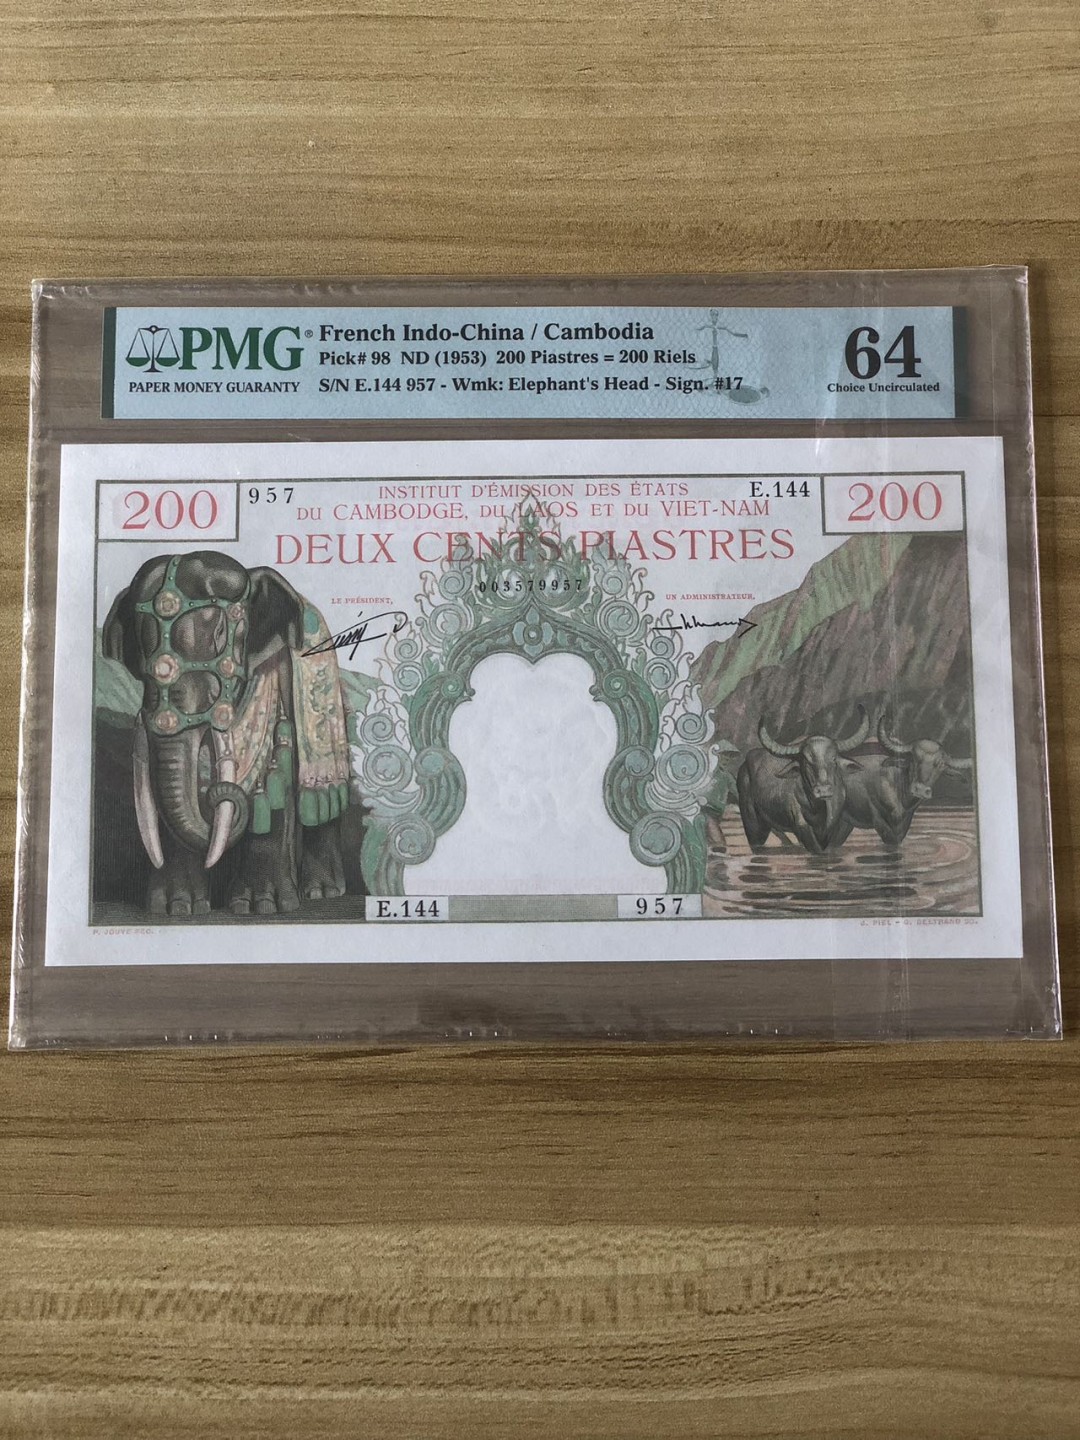 PMG®
PAPER MONEY GUARANTY
French Indo-China / Cambodia
Pick# 98 ND (1953) 200 Piastres = 200 Riels
S/N E.144 957 - Wmk: Elephant's Head - Sign. #17
64
Choice Uncirculated
200
957
INSTITUT D'ÉMISSION DES ÉTATS
E.144
200
DU CAMBODGE, DU LAOS ET DU VIET-NAM
DEUX CENTS PIASTRES
003579957
LE PRÉSIDENT,
UN ADMINISTRATEUR,
E.144
957
P. JOUVE DEC.